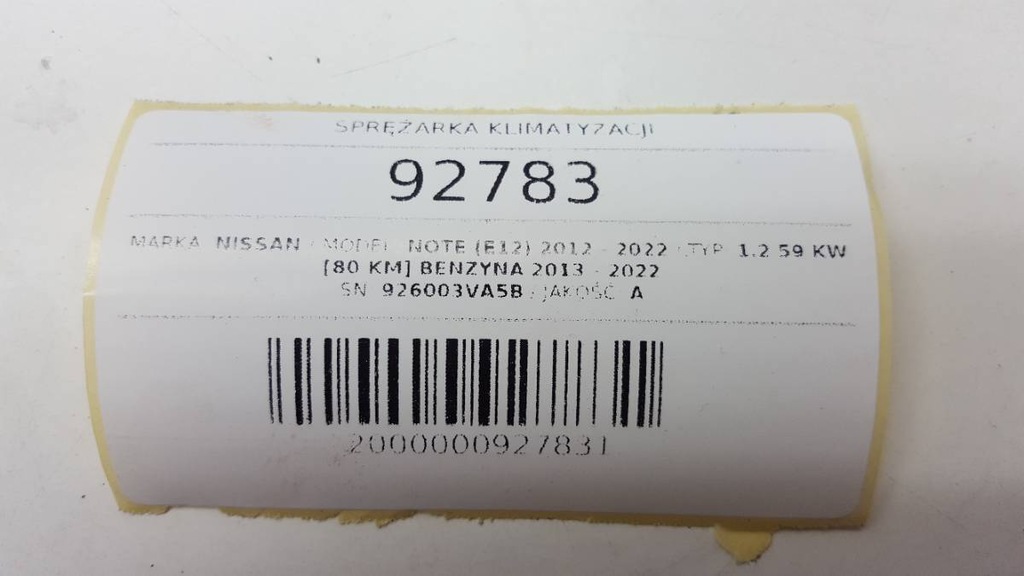 SPRĘŻARKA KLIMATYZACJI
92783
MARKA: NISSAN / MODEL: NOTE (E12) 2012 - 2022 / TYP: 1.2 59 KW
[80 KM] BENZYNA 2013 - 2022
SN: 926003VA5B / JAKOŚĆ: A
2000000927831